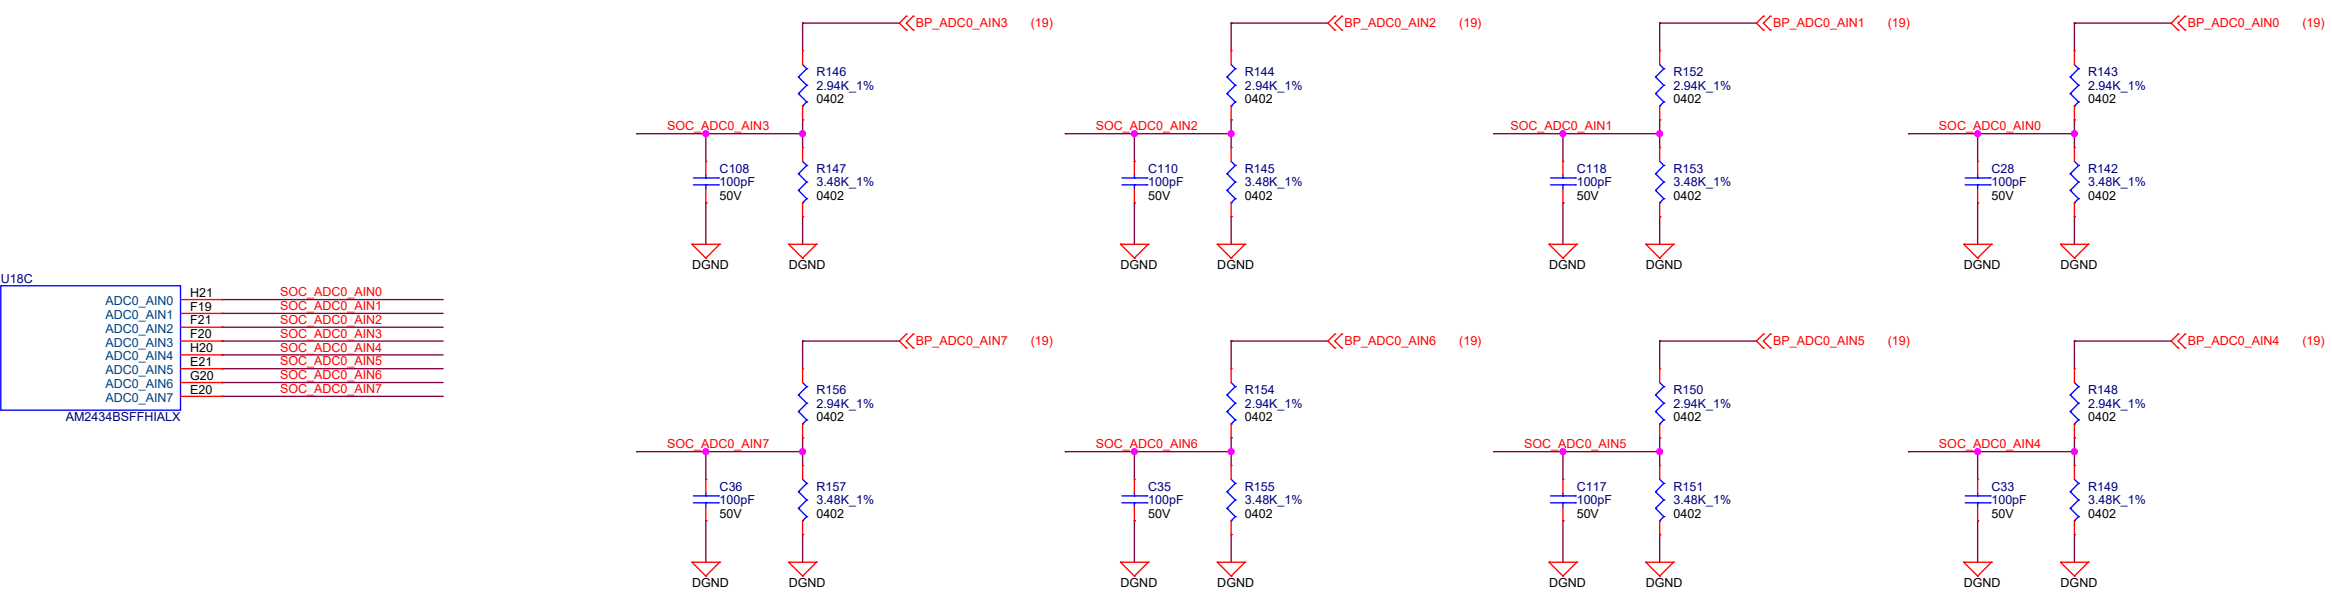 BP_ADC0_AIN3 (19)
R146
2.94K_1%
0402
SOC_ADC0_AIN3
C108
100pF
50V
R147
3.48K_1%
0402
DGND
DGND
BP_ADC0_AIN2 (19)
R144
2.94K_1%
0402
SOC_ADC0_AIN2
C110
100pF
50V
R145
3.48K_1%
0402
DGND
DGND
BP_ADC0_AIN1 (19)
R152
2.94K_1%
0402
SOC_ADC0_AIN1
C118
100pF
50V
R153
3.48K_1%
0402
DGND
DGND
BP_ADC0_AIN0 (19)
R143
2.94K_1%
0402
SOC_ADC0_AIN0
C28
100pF
50V
R142
3.48K_1%
0402
DGND
DGND
U18C
ADC0_AIN0 H21 SOC_ADC0_AIN0
ADC0_AIN1 F19 SOC_ADC0_AIN1
ADC0_AIN2 F21 SOC_ADC0_AIN2
ADC0_AIN3 F20 SOC_ADC0_AIN3
ADC0_AIN4 H20 SOC_ADC0_AIN4
ADC0_AIN5 E21 SOC_ADC0_AIN5
ADC0_AIN6 G20 SOC_ADC0_AIN6
ADC0_AIN7 E20 SOC_ADC0_AIN7
AM2434BSFFHIALX
BP_ADC0_AIN7 (19)
R156
2.94K_1%
0402
SOC_ADC0_AIN7
C36
100pF
50V
R157
3.48K_1%
0402
DGND
DGND
BP_ADC0_AIN6 (19)
R154
2.94K_1%
0402
SOC_ADC0_AIN6
C35
100pF
50V
R155
3.48K_1%
0402
DGND
DGND
BP_ADC0_AIN5 (19)
R150
2.94K_1%
0402
SOC_ADC0_AIN5
C117
100pF
50V
R151
3.48K_1%
0402
DGND
DGND
BP_ADC0_AIN4 (19)
R148
2.94K_1%
0402
SOC_ADC0_AIN4
C33
100pF
50V
R149
3.48K_1%
0402
DGND
DGND